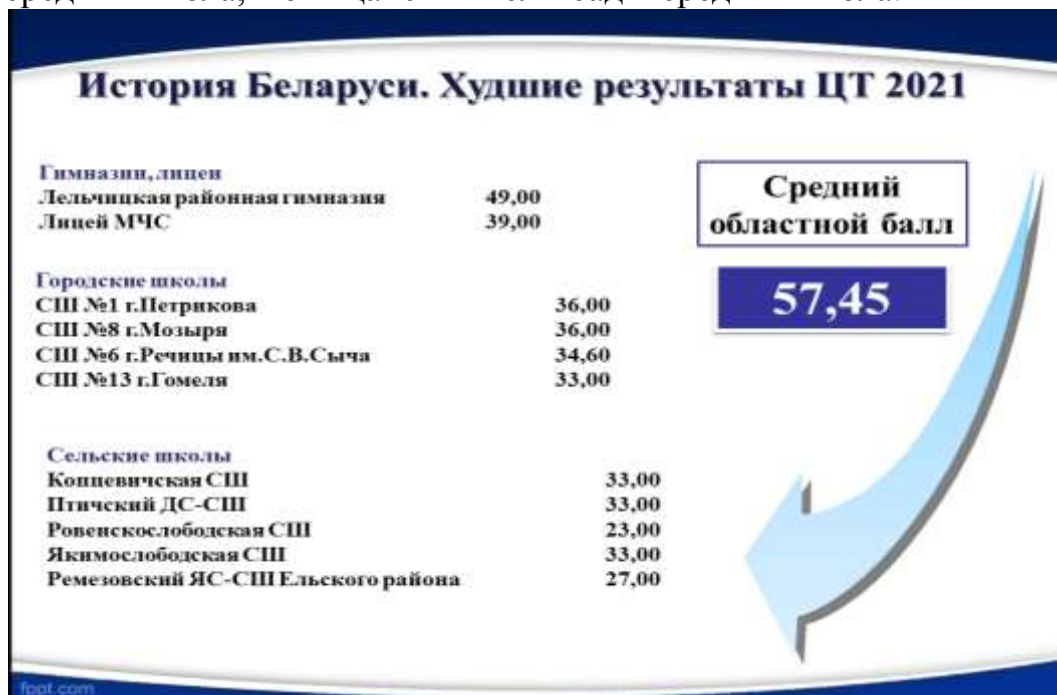 История Беларуси. Худшие результаты ЦТ 2021
Гимназии, лицеи
Лельчицкая районная гимназия 49,00
Лицей МЧС 39,00
Средний
областной балл
57,45
Городские школы
СШ №1 г.Петрикова 36,00
СШ №8 г.Мозыря 36,00
СШ №6 г.Речицы им.С.В.Сыча 34,60
СШ №13 г.Гомеля 33,00
Сельские школы
Копцевичская СШ 33,00
Птичский ДС-СШ 33,00
Ровенскослободская СШ 23,00
Якимослободская СШ 33,00
Ремезовский ЯС-СШ Ельского района 27,00
fppt.com